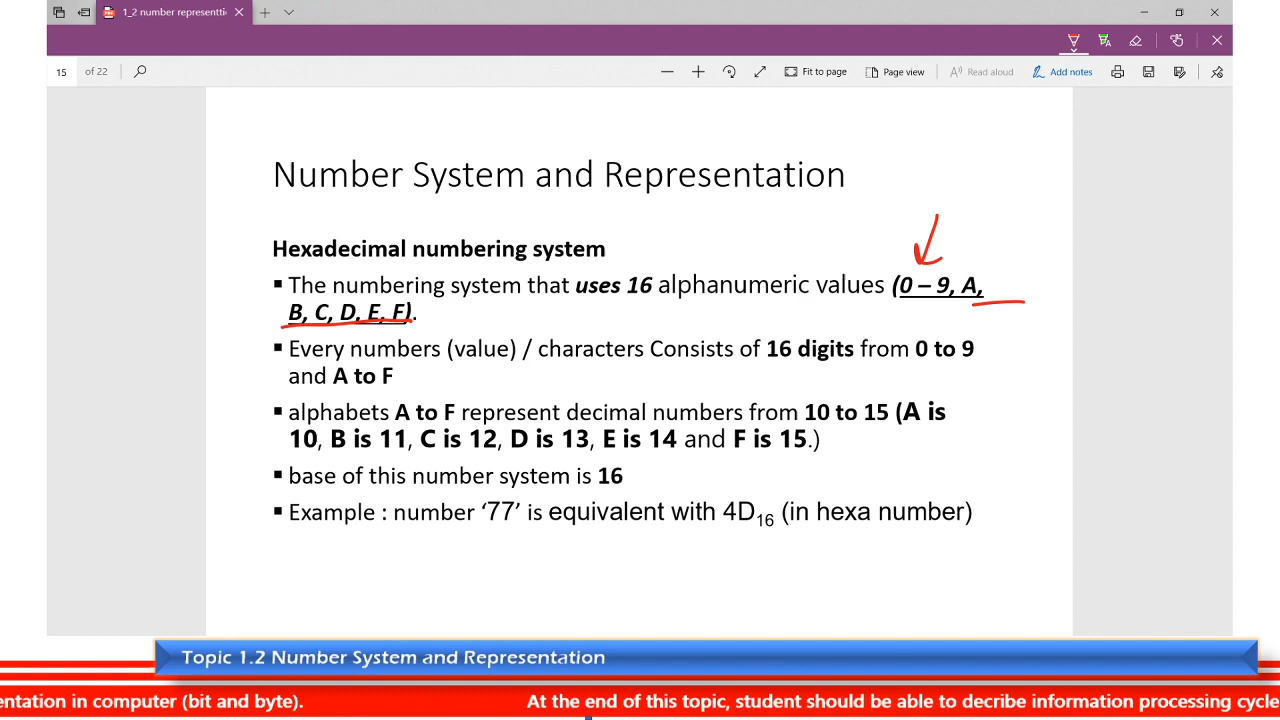 1_2 number representti
15 of 22 Fit to page Page view Read aloud Add notes
Number System and Representation
Hexadecimal numbering system
▪ The numbering system that uses 16 alphanumeric values (0 – 9, A,
B, C, D, E, F).
▪ Every numbers (value) / characters Consists of 16 digits from 0 to 9
and A to F
▪ alphabets A to F represent decimal numbers from 10 to 15 (A is
10, B is 11, C is 12, D is 13, E is 14 and F is 15.)
▪ base of this number system is 16
▪ Example : number ‘77’ is equivalent with 4D16 (in hexa number)
Topic 1.2 Number System and Representation
entation in computer (bit and byte). At the end of this topic, student should be able to decribe information processing cycle